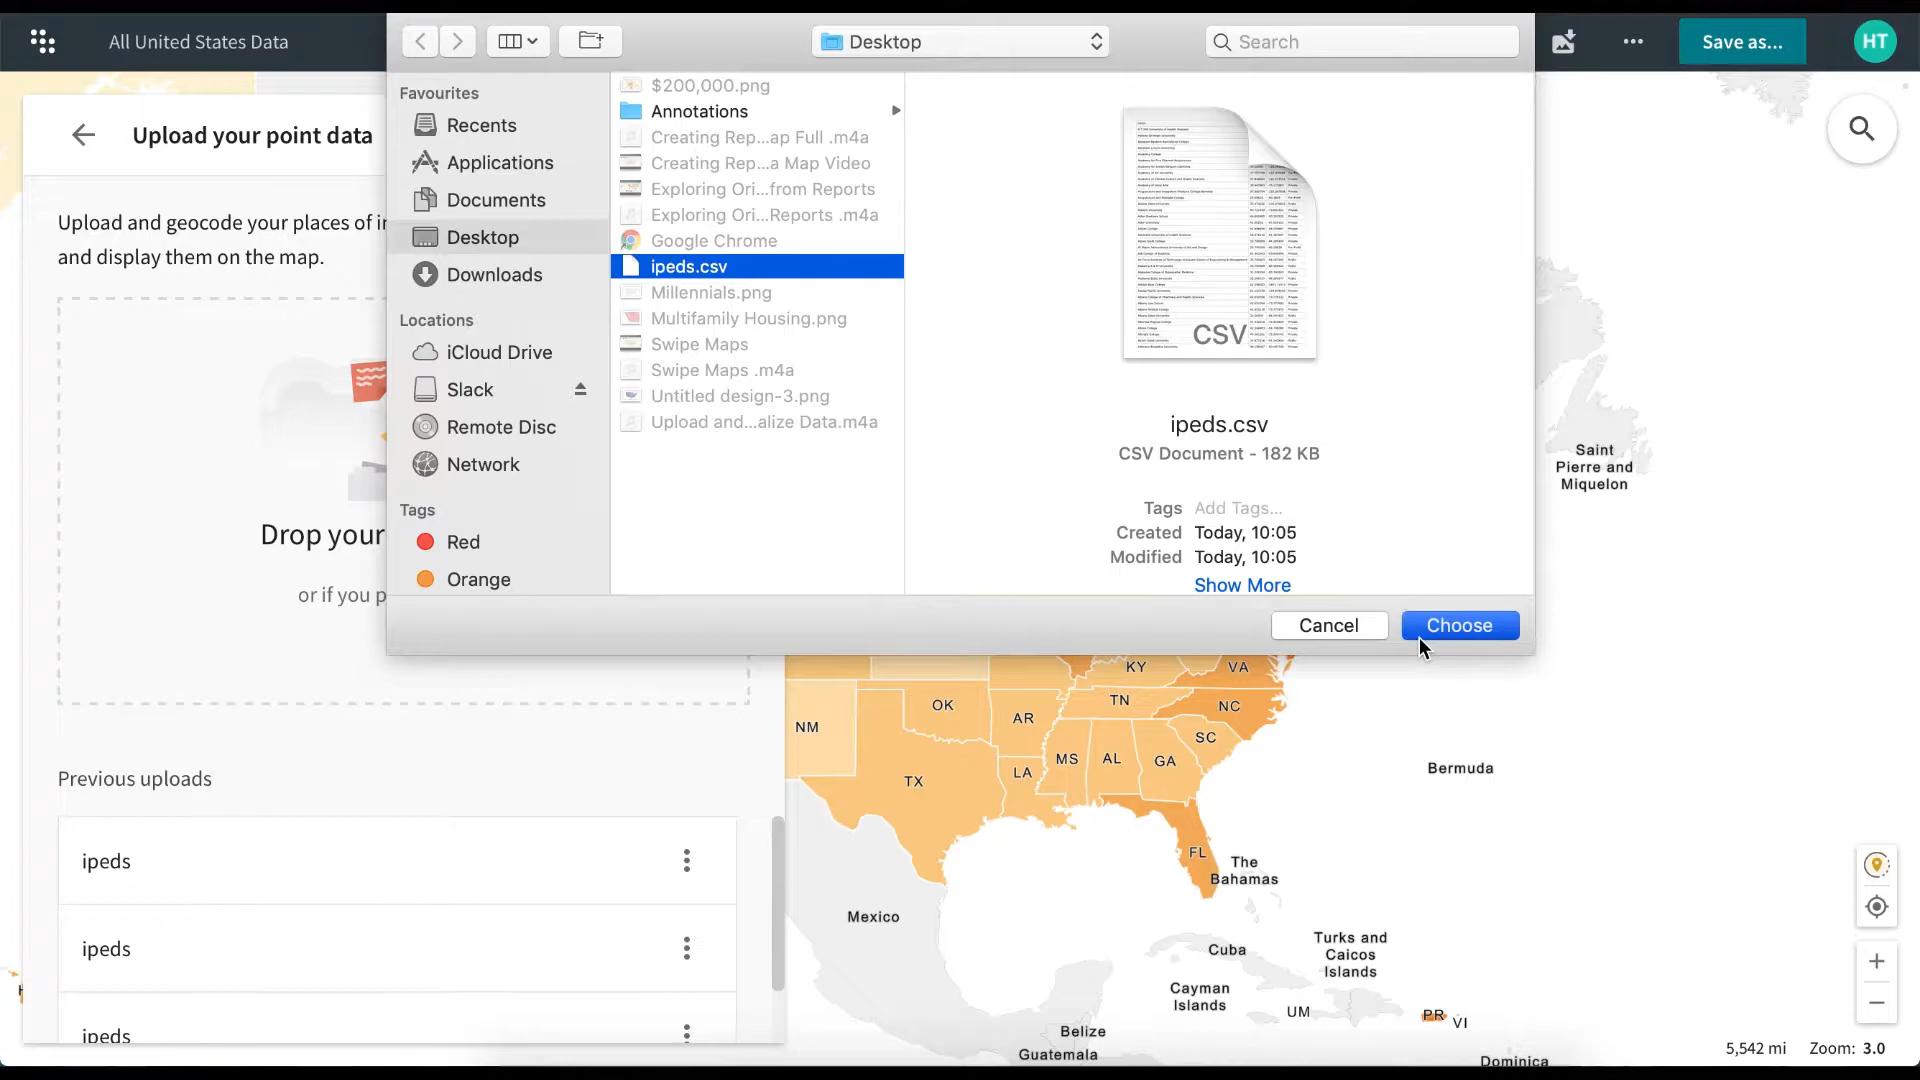 All United States Data
Desktop
Search
Save as...
HT
Upload your point data
Upload and geocode your places of in
and display them on the map.
Drop your
or if you p
Previous uploads
ipeds
ipeds
ipeds
Favourites
Recents
Applications
Documents
Desktop
Downloads
Locations
iCloud Drive
Slack
Remote Disc
Network
Tags
Red
Orange
$200,000.png
Annotations
Creating Rep...ap Full .m4a
Creating Rep...a Map Video
Exploring Ori...from Reports
Exploring Ori...Reports .m4a
Google Chrome
ipeds.csv
Millennials.png
Multifamily Housing.png
Swipe Maps
Swipe Maps .m4a
Untitled design-3.png
Upload and...alize Data.m4a
CSV
ipeds.csv
CSV Document - 182 KB
Tags Add Tags...
Created Today, 10:05
Modified Today, 10:05
Show More
Cancel
Choose
Saint
Pierre and
Miquelon
KY
VA
OK
TN
NC
NM
AR
SC
MS
AL
GA
TX
LA
FL
Bermuda
The
Bahamas
Mexico
Cuba
Turks and
Caicos
Islands
Cayman
Islands
UM
PR
VI
Belize
Guatemala
Dominica
5,542 mi
Zoom: 3.0